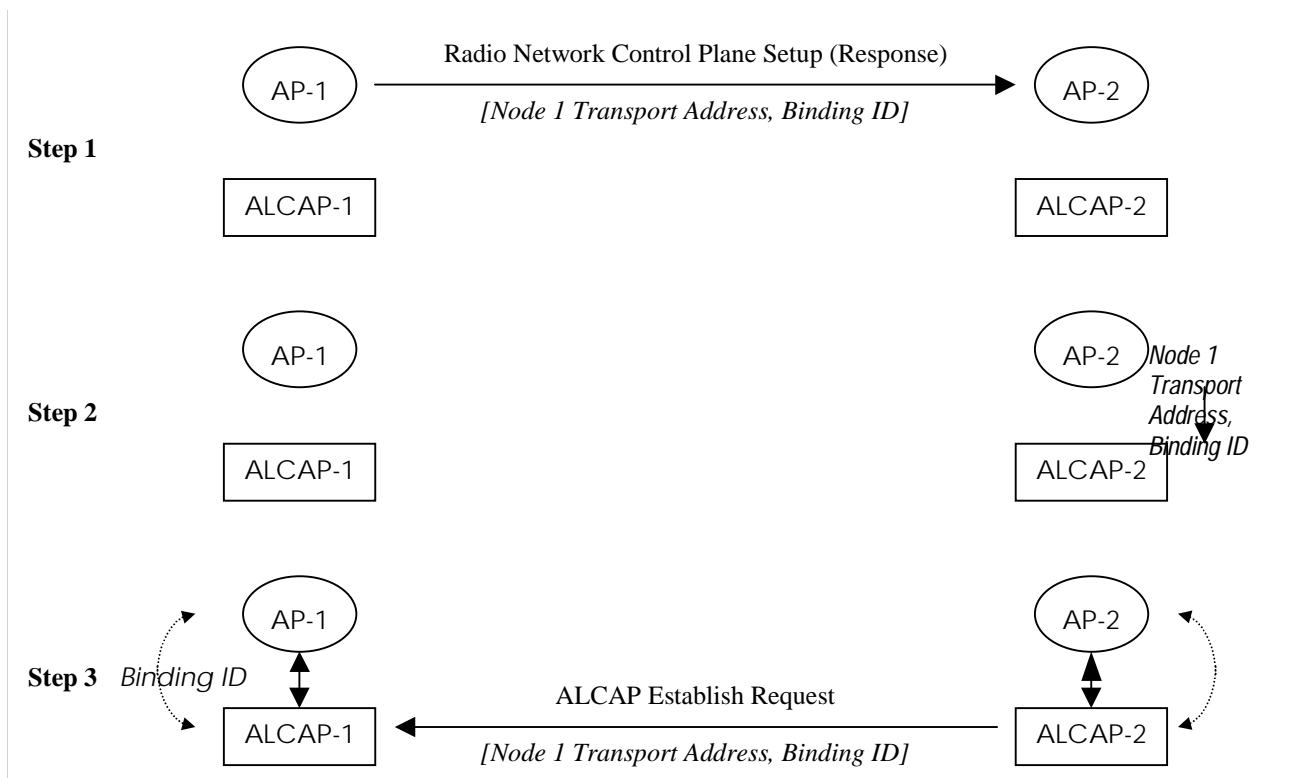 Radio Network Control Plane Setup (Response)
AP-1
AP-2
[Node 1 Transport Address, Binding ID]
Step 1
ALCAP-1
ALCAP-2
AP-1
AP-2
Node 1
Transport
Address,
Binding ID
Step 2
ALCAP-1
ALCAP-2
AP-1
AP-2
Step 3
Binding ID
ALCAP Establish Request
ALCAP-1
ALCAP-2
[Node 1 Transport Address, Binding ID]